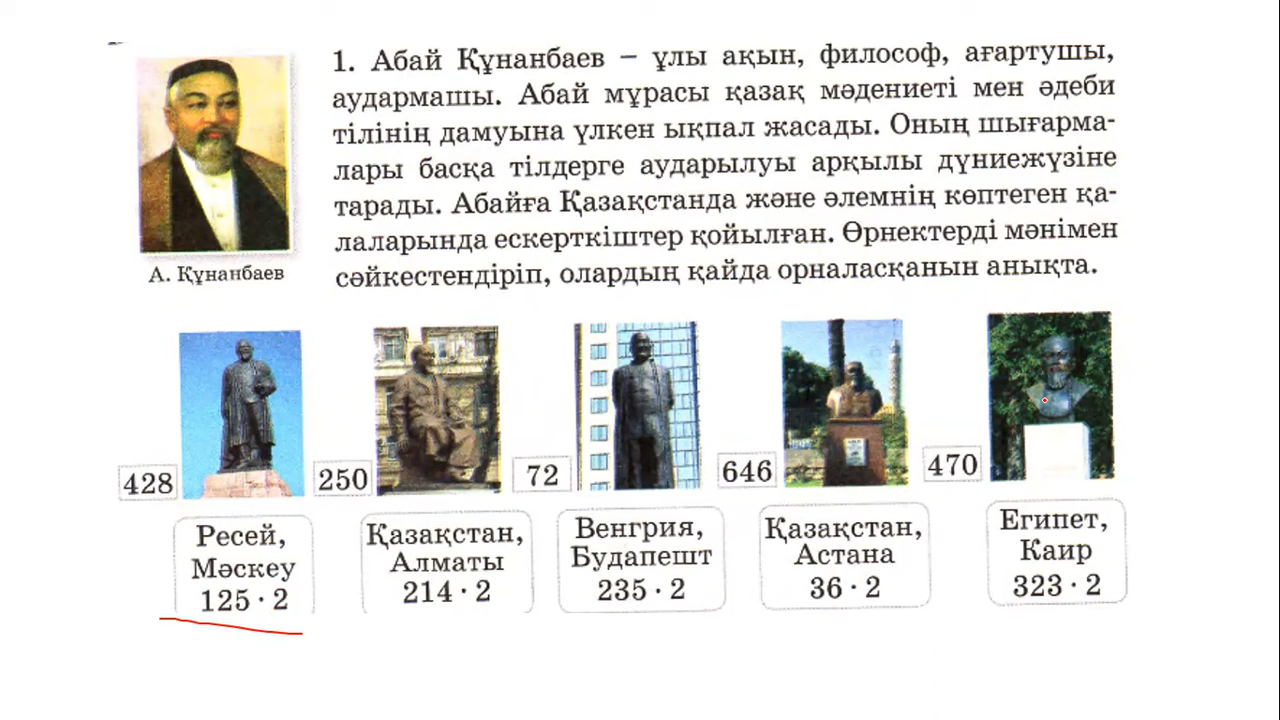 1. Абай Құнанбаев – ұлы ақын, философ, ағартушы,
аудармашы. Абай мұрасы қазақ мәдениеті мен әдеби
тілінің дамуына үлкен ықпал жасады. Оның шығарма-
лары басқа тілдерге аударылуы арқылы дүниежүзіне
тарады. Абайға Қазақстанда және әлемнің көптеген қа-
лаларында ескерткіштер қойылған. Өрнектерді мәнімен
сәйкестендіріп, олардың қайда орналасқанын анықта.
А. Құнанбаев
428
250
72
646
470
Ресей,
Мәскеу
125 · 2
Қазақстан,
Алматы
214 · 2
Венгрия,
Будапешт
235 · 2
Қазақстан,
Астана
36 · 2
Египет,
Каир
323 · 2